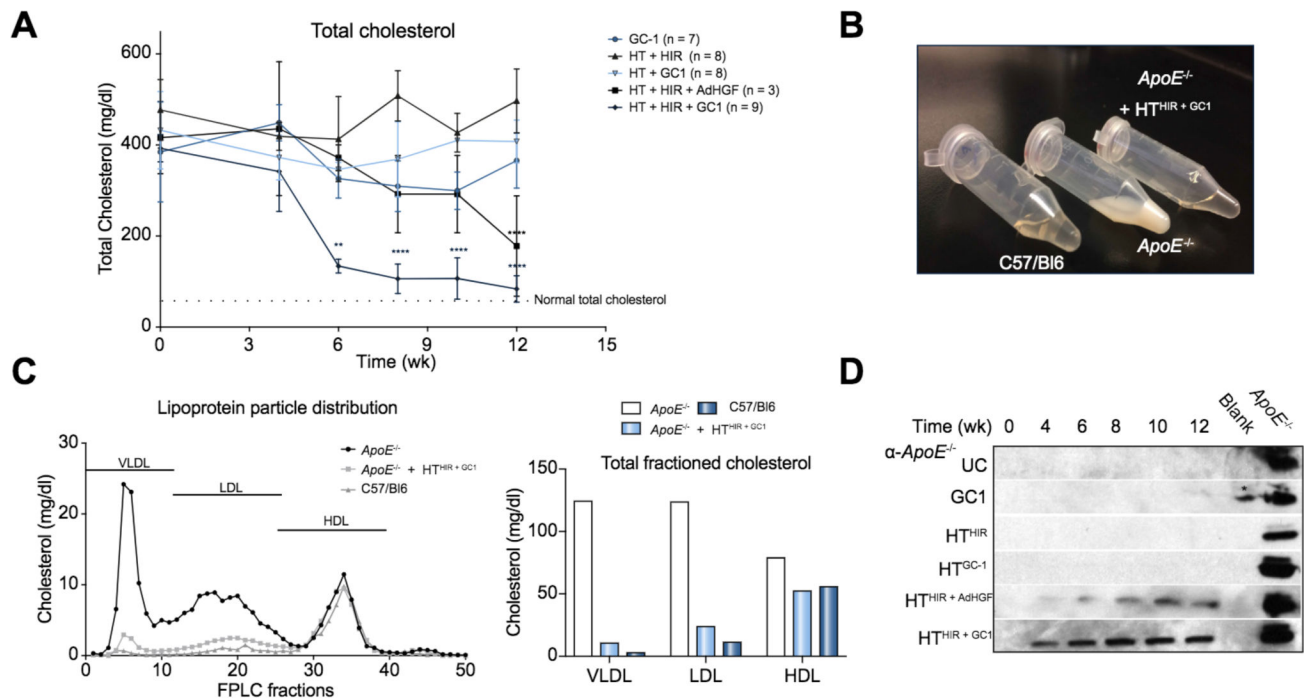 A
Total cholesterol
Total Cholesterol (mg/dl)
600
400
200
0
0 3 6 9 12 15
Time (wk)
GC-1 (n = 7)
HT + HIR (n = 8)
HT + GC1 (n = 8)
HT + HIR + AdHGF (n = 3)
HT + HIR + GC1 (n = 9)
** **** **** **** ****
Normal total cholesterol
B
ApoE-/-
+ HTHIR + GC1
C57/Bl6
ApoE-/-
C
Lipoprotein particle distribution
Cholesterol (mg/dl)
30
20
10
0
0 10 20 30 40 50
FPLC fractions
VLDL
LDL
HDL
ApoE-/-
ApoE-/- + HTHIR + GC1
C57/Bl6
ApoE-/- C57/Bl6
ApoE-/- + HTHIR + GC1
Total fractioned cholesterol
Cholesterol (mg/dl)
150
100
50
0
VLDL LDL HDL
D
Time (wk) 0 4 6 8 10 12 Blank ApoE-/-
α-ApoE-/-
UC
GC1 *
HTHIR
HTGC-1
HTHIR + AdHGF
HTHIR + GC1